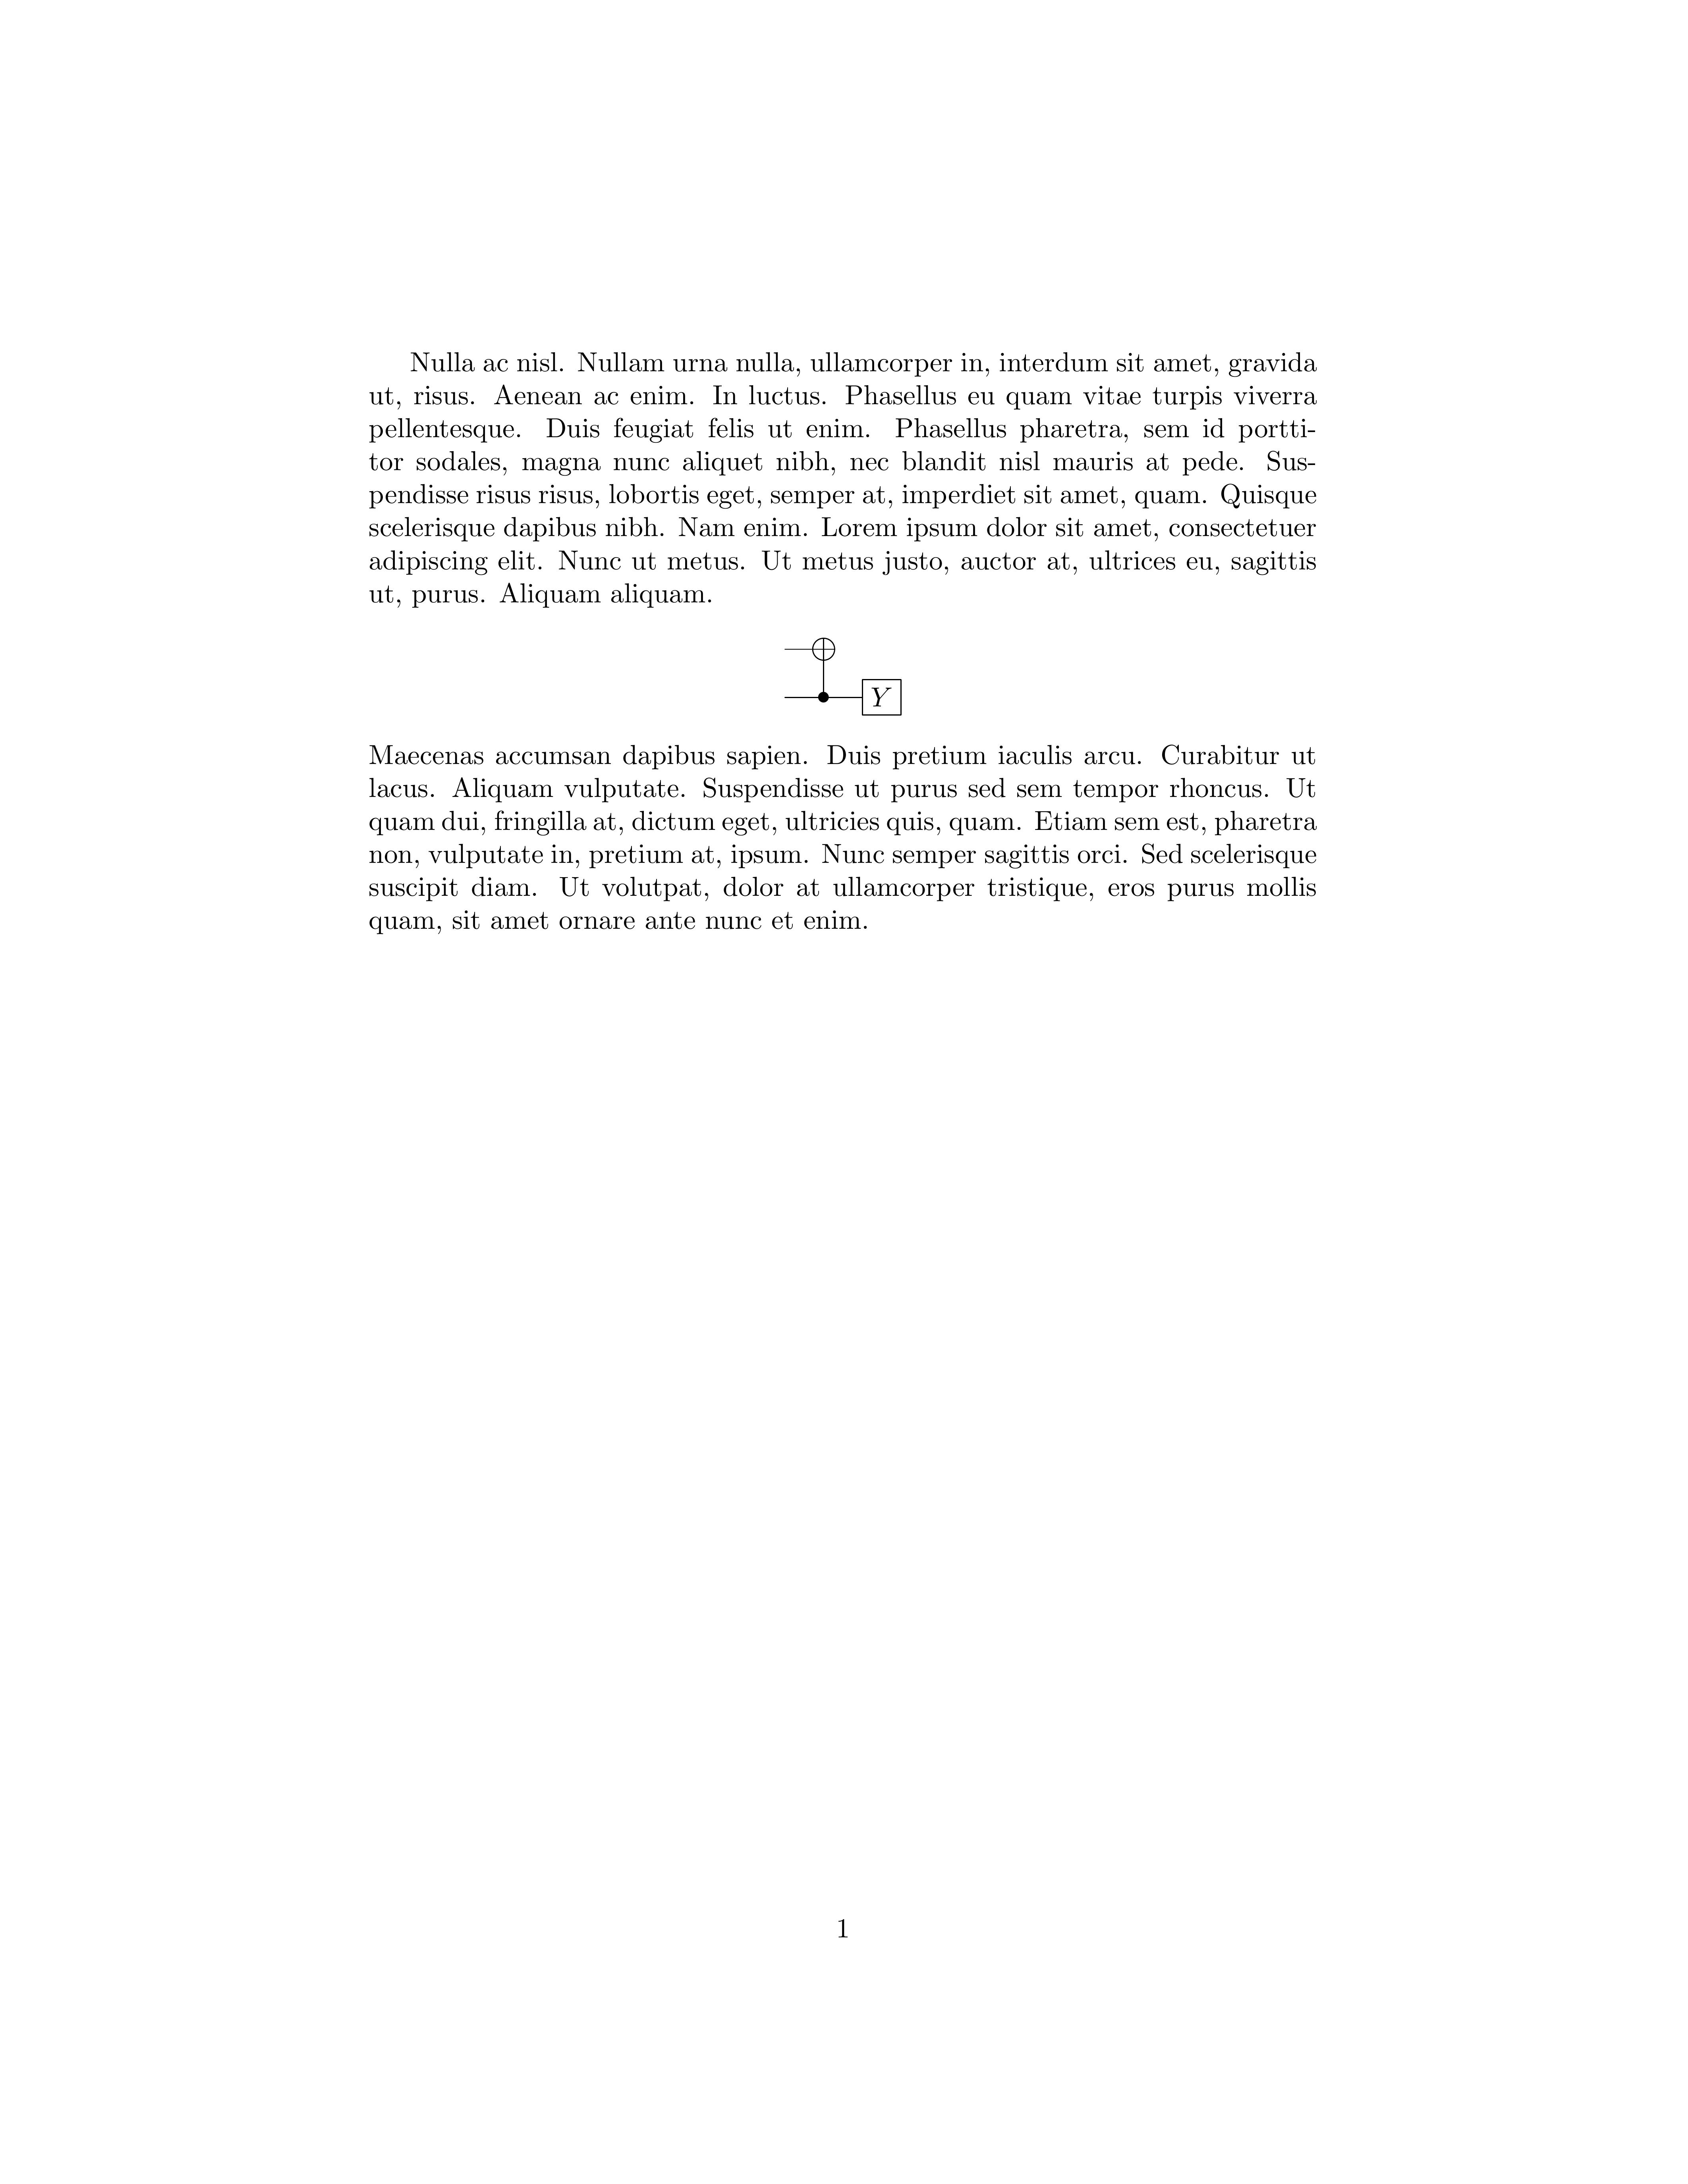 Nulla ac nisl. Nullam urna nulla, ullamcorper in, interdum sit amet, gravida
ut, risus. Aenean ac enim. In luctus. Phasellus eu quam vitae turpis viverra
pellentesque. Duis feugiat felis ut enim. Phasellus pharetra, sem id portti-
tor sodales, magna nunc aliquet nibh, nec blandit nisl mauris at pede. Sus-
pendisse risus risus, lobortis eget, semper at, imperdiet sit amet, quam. Quisque
scelerisque dapibus nibh. Nam enim. Lorem ipsum dolor sit amet, consectetuer
adipiscing elit. Nunc ut metus. Ut metus justo, auctor at, ultrices eu, sagittis
ut, purus. Aliquam aliquam.
Y
Maecenas accumsan dapibus sapien. Duis pretium iaculis arcu. Curabitur ut
lacus. Aliquam vulputate. Suspendisse ut purus sed sem tempor rhoncus. Ut
quam dui, fringilla at, dictum eget, ultricies quis, quam. Etiam sem est, pharetra
non, vulputate in, pretium at, ipsum. Nunc semper sagittis orci. Sed scelerisque
suscipit diam. Ut volutpat, dolor at ullamcorper tristique, eros purus mollis
quam, sit amet ornare ante nunc et enim.
1